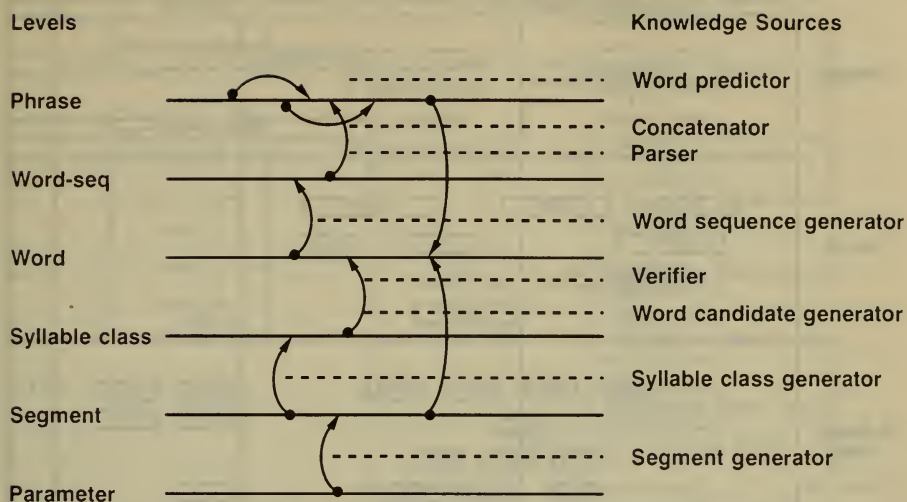 Levels
Knowledge Sources
Word predictor
Phrase
Concatenator
Parser
Word-seq
Word sequence generator
Word
Verifier
Word candidate generator
Syllable class
Syllable class generator
Segment
Segment generator
Parameter